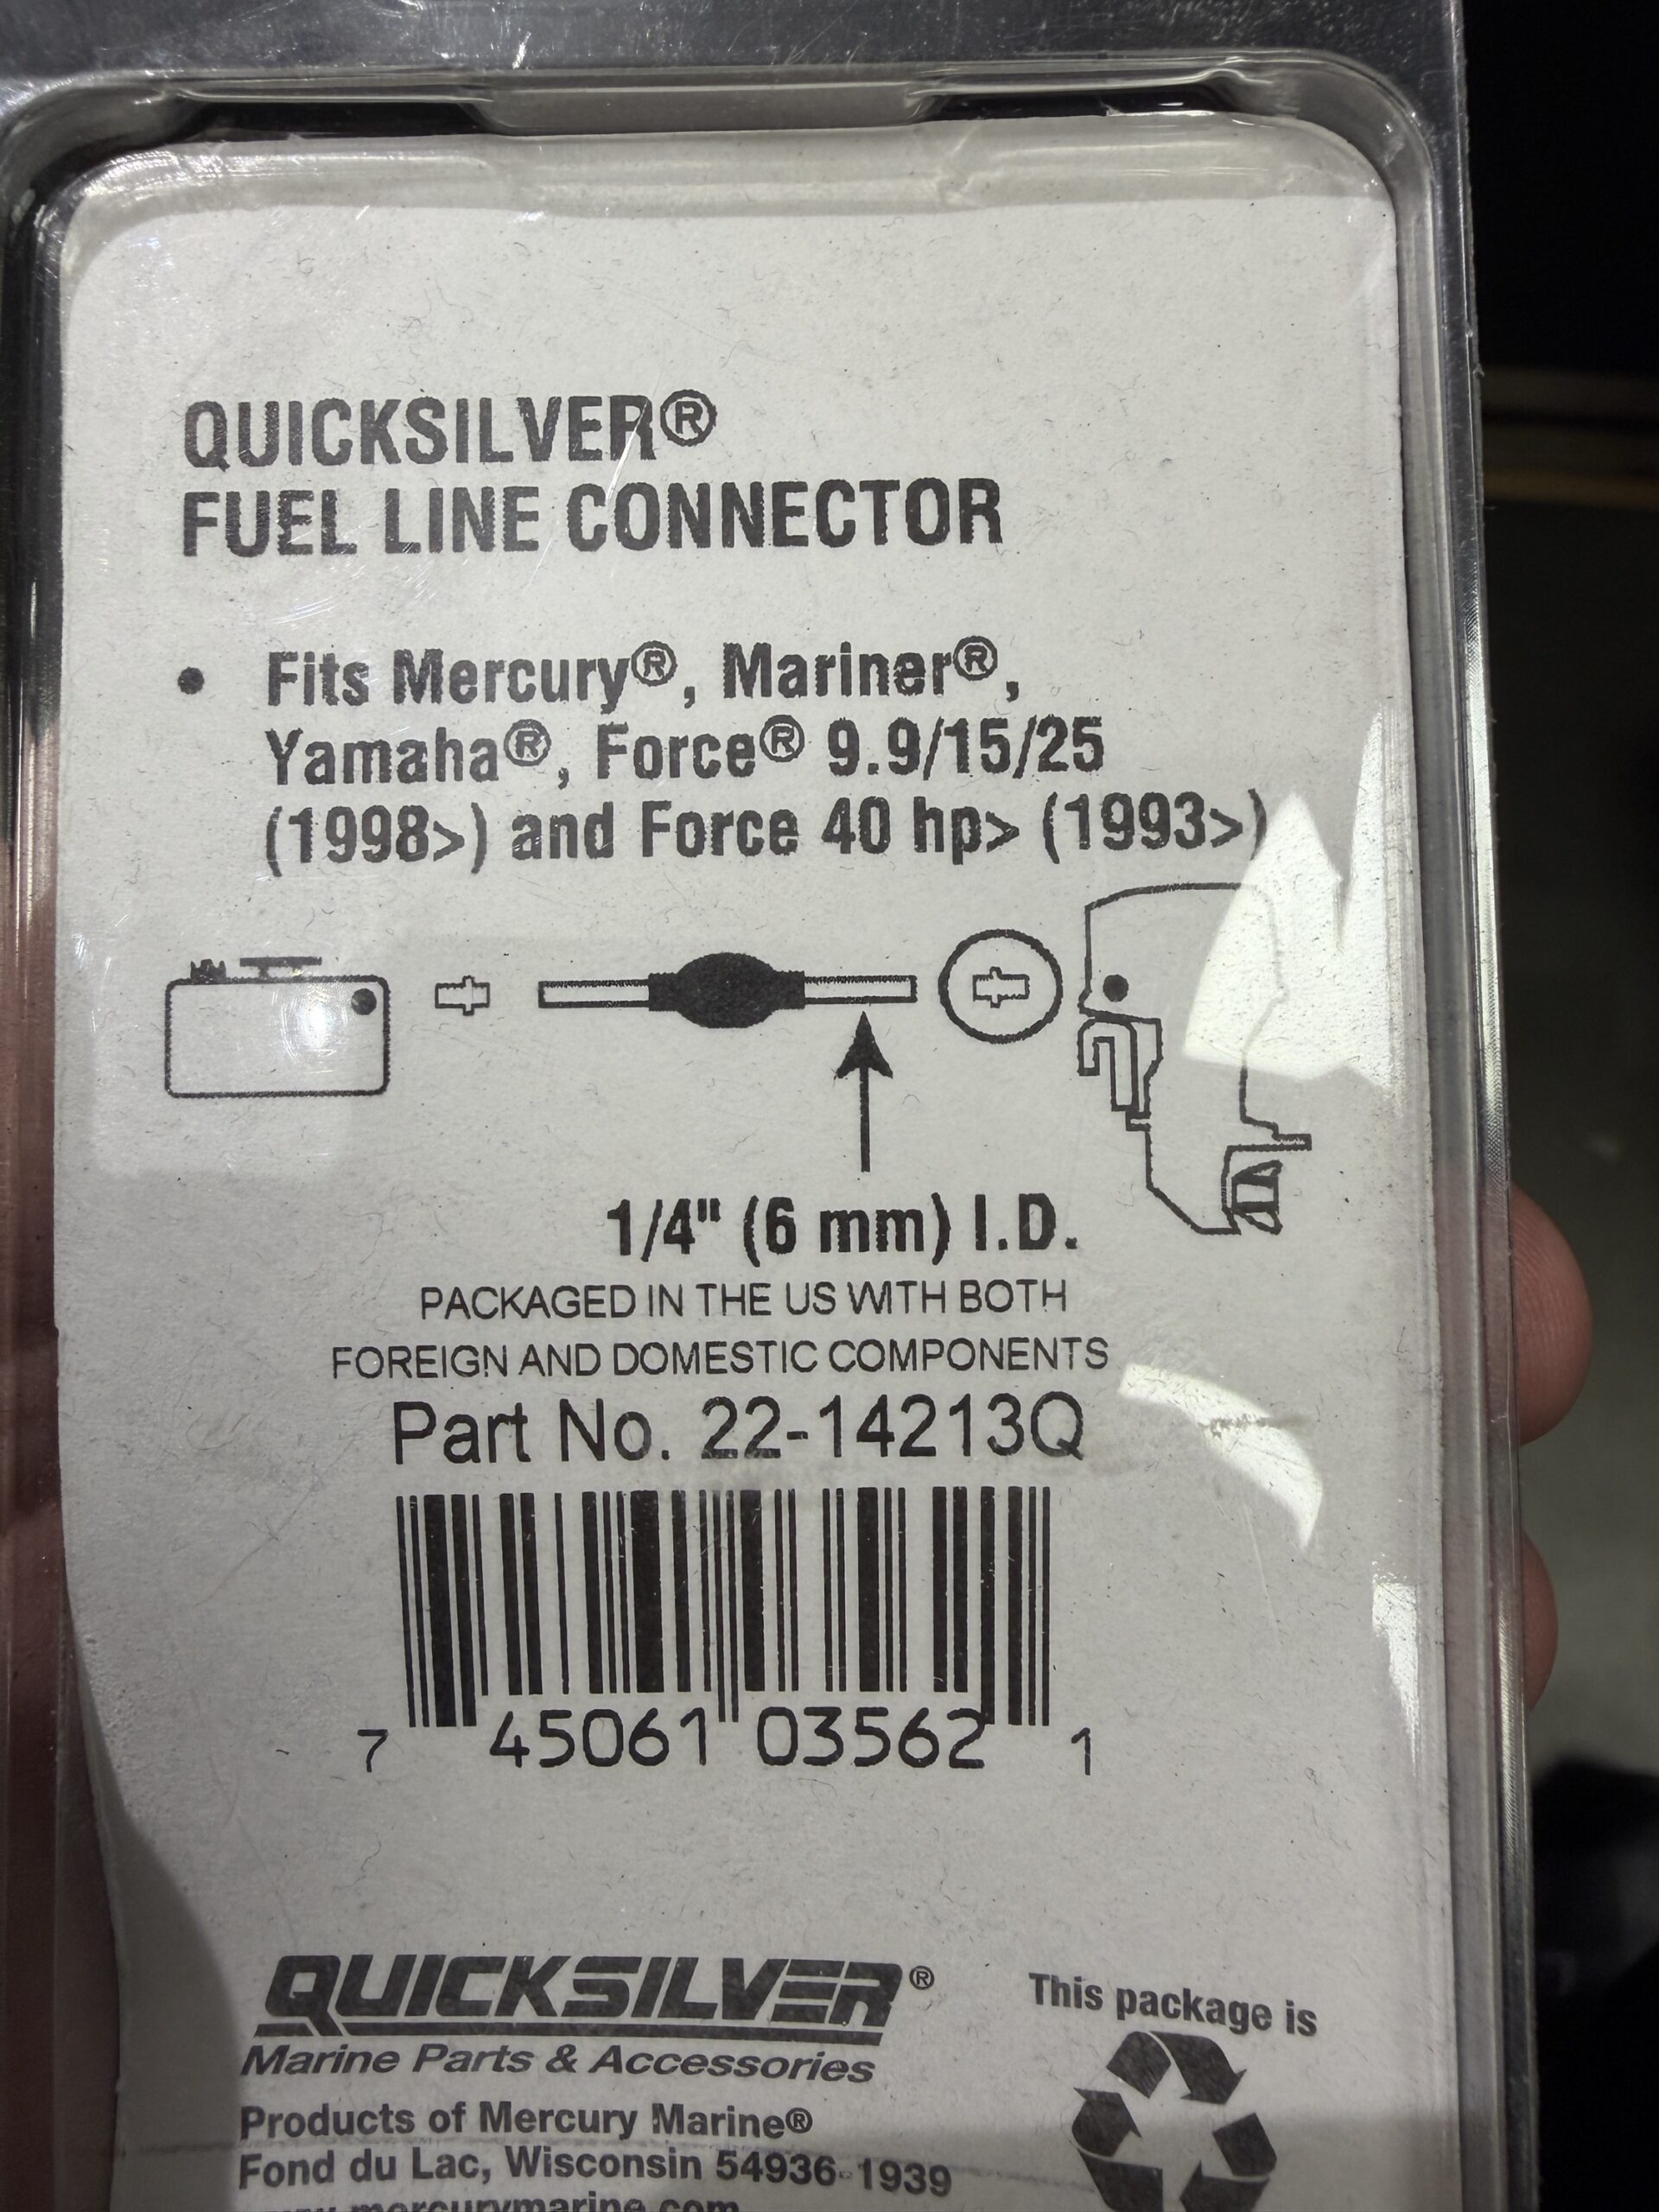 QUICKSILVER®
FUEL LINE CONNECTOR
• Fits Mercury®, Mariner®,
Yamaha®, Force® 9.9/15/25
(1998>) and Force 40 hp> (1993>)
1/4" (6 mm) I.D.
PACKAGED IN THE US WITH BOTH
FOREIGN AND DOMESTIC COMPONENTS
Part No. 22-14213Q
7 45061 03562 1
QUICKSILVER®
Marine Parts & Accessories
Products of Mercury Marine®
Fond du Lac, Wisconsin 54936-1939
www.mercurymarine.com
This package is